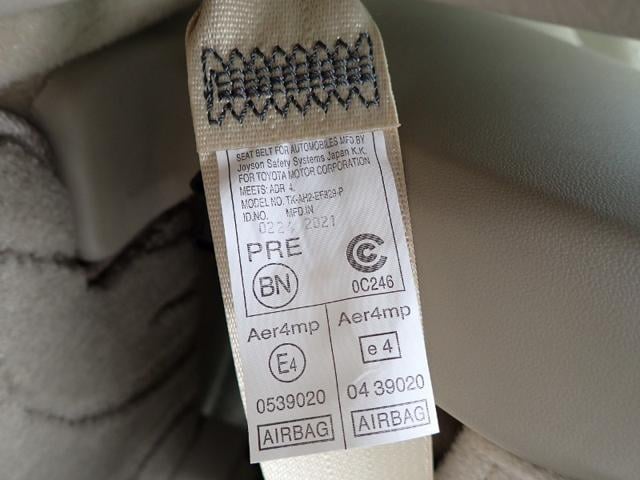 SEAT BELT FOR AUTOMOBILES MFD BY
Joyson Safety Systems Japan K.K.
FOR TOYOTA MOTOR CORPORATION
MEETS: ADR 4,
MODEL NO. TK-AH2-EF828-P
ID.NO. MFD.IN
0224 2021
PRE
BN
C
0C246
Aer4mp
E4
0539020
AIRBAG
Aer4mp
e 4
04 39020
AIRBAG